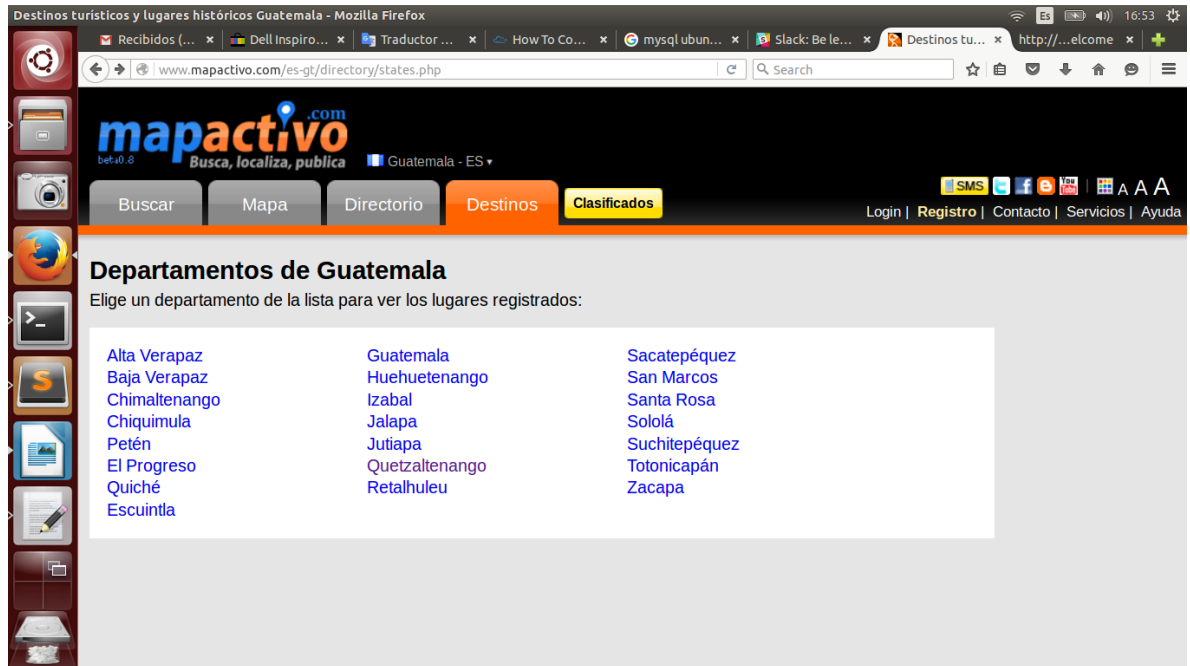 Destinos turísticos y lugares históricos Guatemala - Mozilla Firefox
Es
16:53
Recibidos (...
Dell Inspiro...
Traductor ...
How To Co...
mysql ubun...
Slack: Be le...
Destinos tu...
http://...elcome
www.mapactivo.com/es-gt/directory/states.php
Search
mapactivo
.com
beta0.8
Busca, localiza, publica
Guatemala - ES
Buscar
Mapa
Directorio
Destinos
Clasificados
SMS
You Tube
A A A
Login | Registro | Contacto | Servicios | Ayuda
Departamentos de Guatemala
Elige un departamento de la lista para ver los lugares registrados:
Alta Verapaz
Baja Verapaz
Chimaltenango
Chiquimula
Petén
El Progreso
Quiché
Escuintla
Guatemala
Huehuetenango
Izabal
Jalapa
Jutiapa
Quetzaltenango
Retalhuleu
Sacatepéquez
San Marcos
Santa Rosa
Sololá
Suchitepéquez
Totonicapán
Zacapa